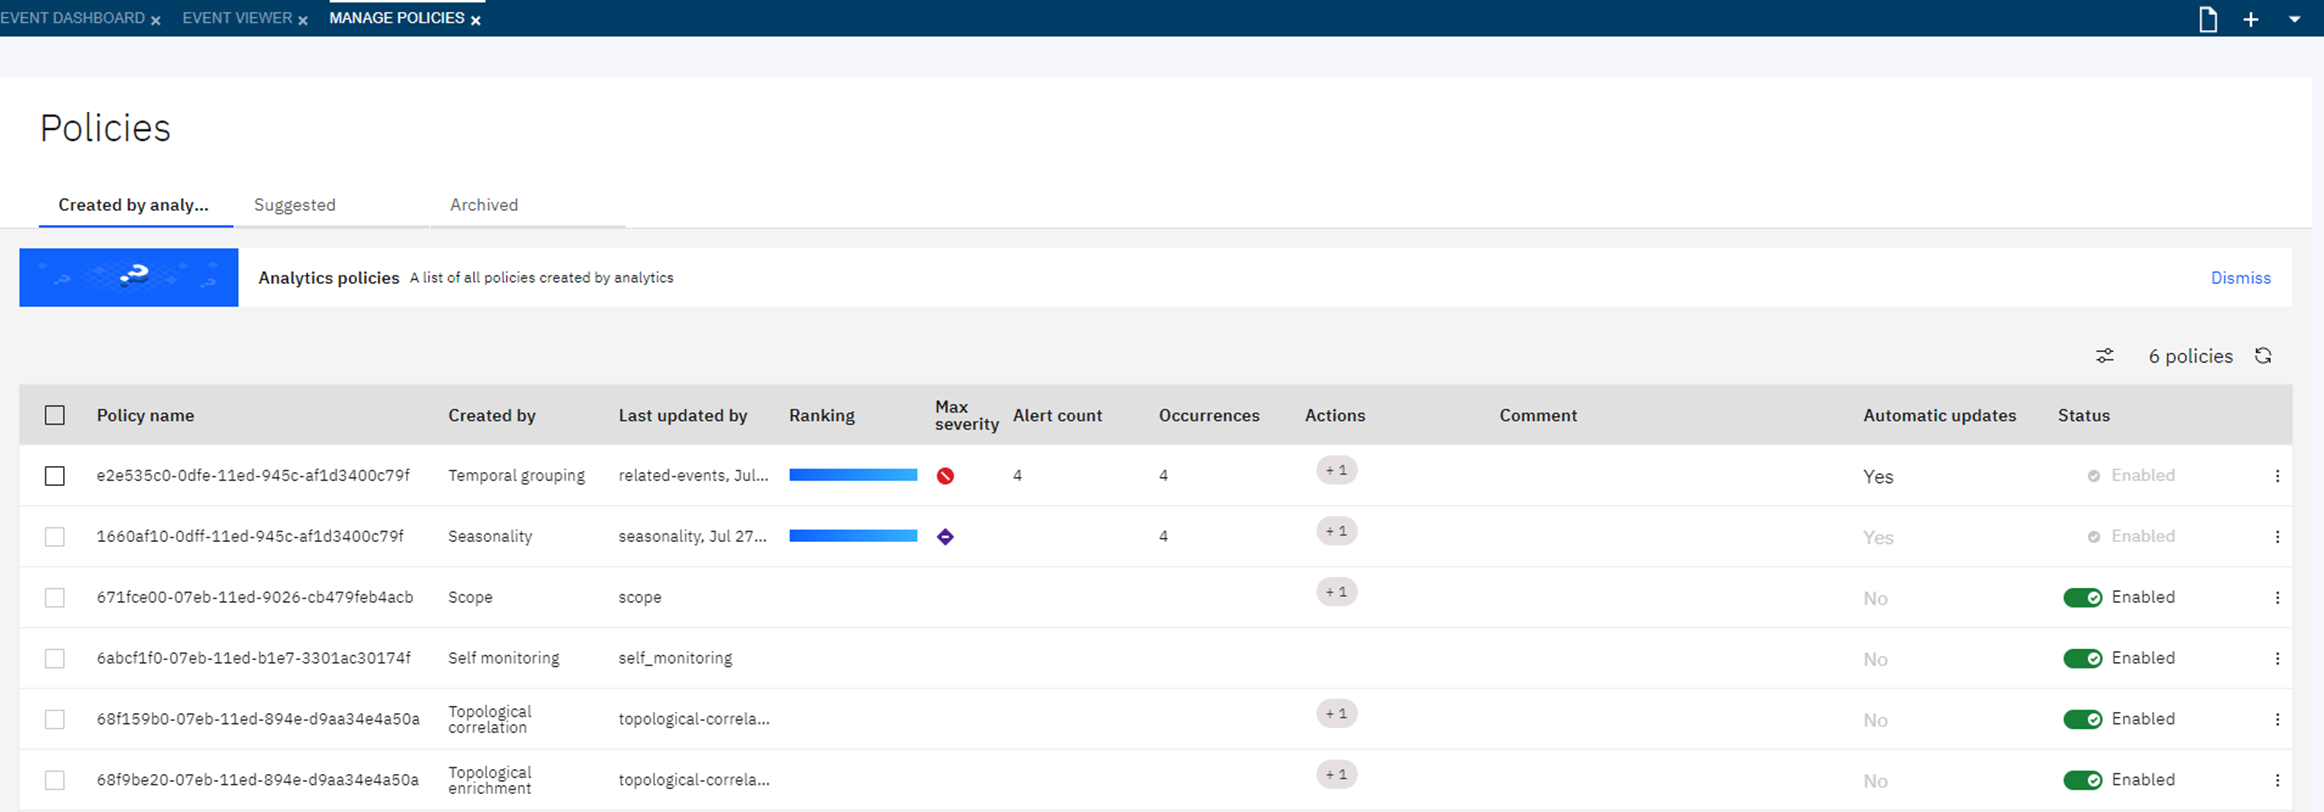 EVENT DASHBOARD × EVENT VIEWER × MANAGE POLICIES ×
Policies
Created by analy... Suggested Archived
Analytics policies A list of all policies created by analytics Dismiss
6 policies
Policy name Created by Last updated by Ranking Max severity Alert count Occurrences Actions Comment Automatic updates Status
e2e535c0-0dfe-11ed-945c-af1d3400c79f Temporal grouping related-events, Jul... 4 4 + 1 Yes Enabled
1660af10-0dff-11ed-945c-af1d3400c79f Seasonality seasonality, Jul 27... 4 + 1 Yes Enabled
671fce00-07eb-11ed-9026-cb479feb4acb Scope scope + 1 No Enabled
6abcf1f0-07eb-11ed-b1e7-3301ac30174f Self monitoring self_monitoring No Enabled
68f159b0-07eb-11ed-894e-d9aa34e4a50a Topological correlation topological-correla... + 1 No Enabled
68f9be20-07eb-11ed-894e-d9aa34e4a50a Topological enrichment topological-correla... + 1 No Enabled